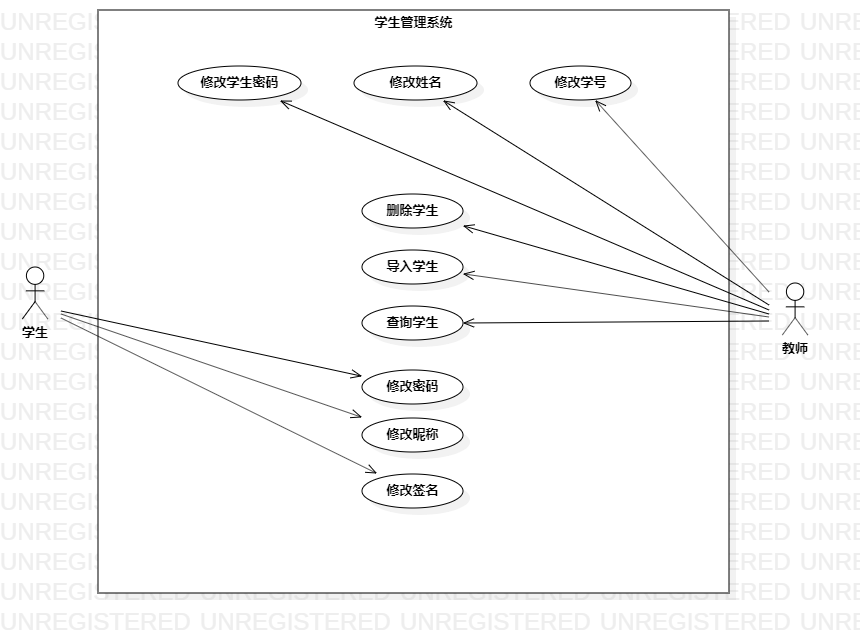 学生管理系统
修改学生密码
修改姓名
修改学号
删除学生
导入学生
查询学生
学生
教师
修改密码
修改昵称
修改签名
UNREGISTERED UNREGISTERED UNREGISTERED UNREGISTERED UNRE